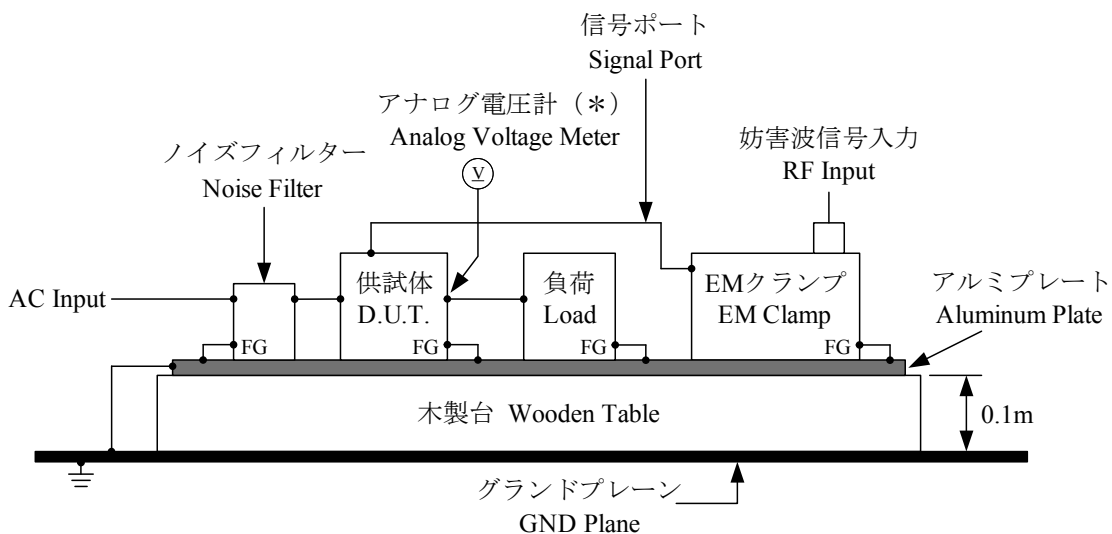 信号ポート
Signal Port
アナログ電圧計（＊）
Analog Voltage Meter
V
妨害波信号入力
RF Input
ノイズフィルター
Noise Filter
AC Input
供試体
D.U.T.
負荷
Load
EMクランプ
EM Clamp
アルミプレート
Aluminum Plate
FG
FG
FG
FG
木製台 Wooden Table
0.1m
グランドプレーン
GND Plane